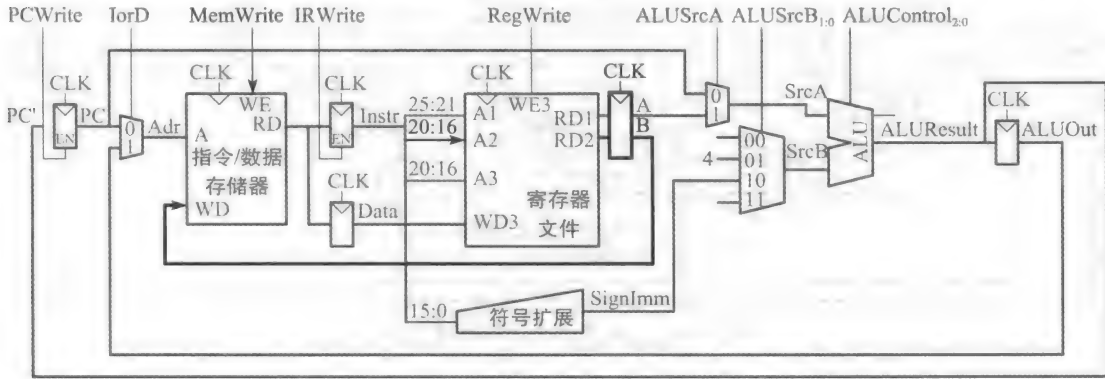 PCWrite IorD MemWrite IRWrite RegWrite ALUSrcA ALUSrcB1:0 ALUControl2:0
CLK CLK CLK CLK CLK CLK
PC' EN PC 0 1 Adr
A WE RD
指令/数据
存储器
WD
EN Instr
CLK
Data
25:21 A1 WE3
20:16 A2
20:16 A3
WD3
RD1 A
RD2 B
寄存器
文件
0 1 SrcA
4 00 01 10 11 SrcB
ALU ALUResult ALUOut
15:0 符号扩展 SignImm